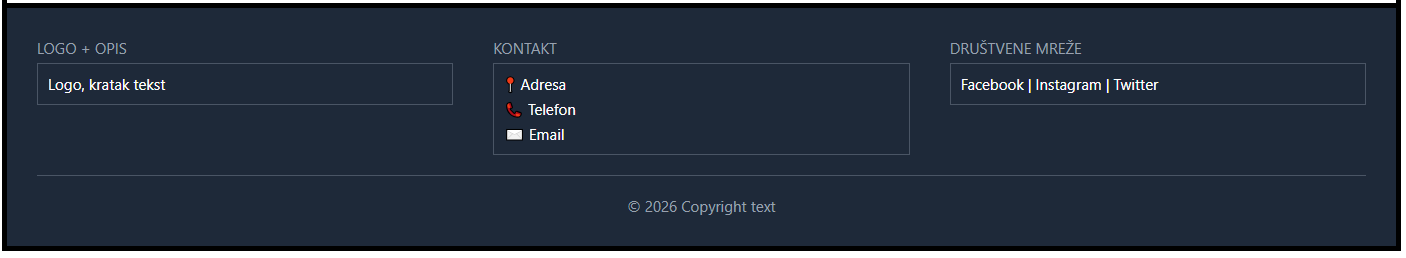 LOGO + OPIS
Logo, kratak tekst
KONTAKT
📍 Adresa
📞 Telefon
✉️ Email
DRUŠTVENE MREŽE
Facebook | Instagram | Twitter
© 2026 Copyright text